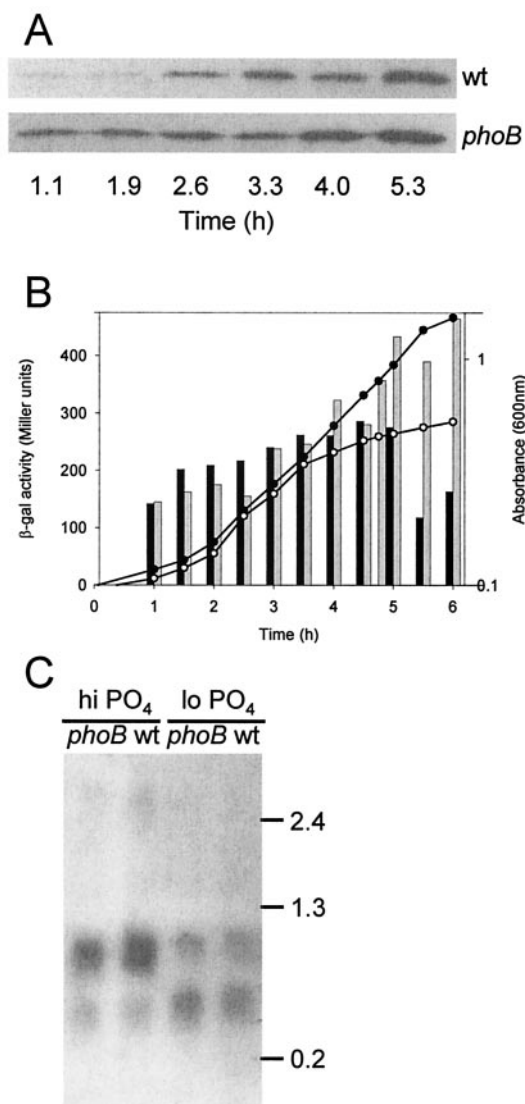 A
wt
phoB
1.1 1.9 2.6 3.3 4.0 5.3
Time (h)
B
β-gal activity (Miller units)
400
300
200
100
0
0 1 2 3 4 5 6
Time (h)
1
0.1
Absorbance (600nm)
C
hi PO4 lo PO4
phoB wt phoB wt
2.4
1.3
0.2